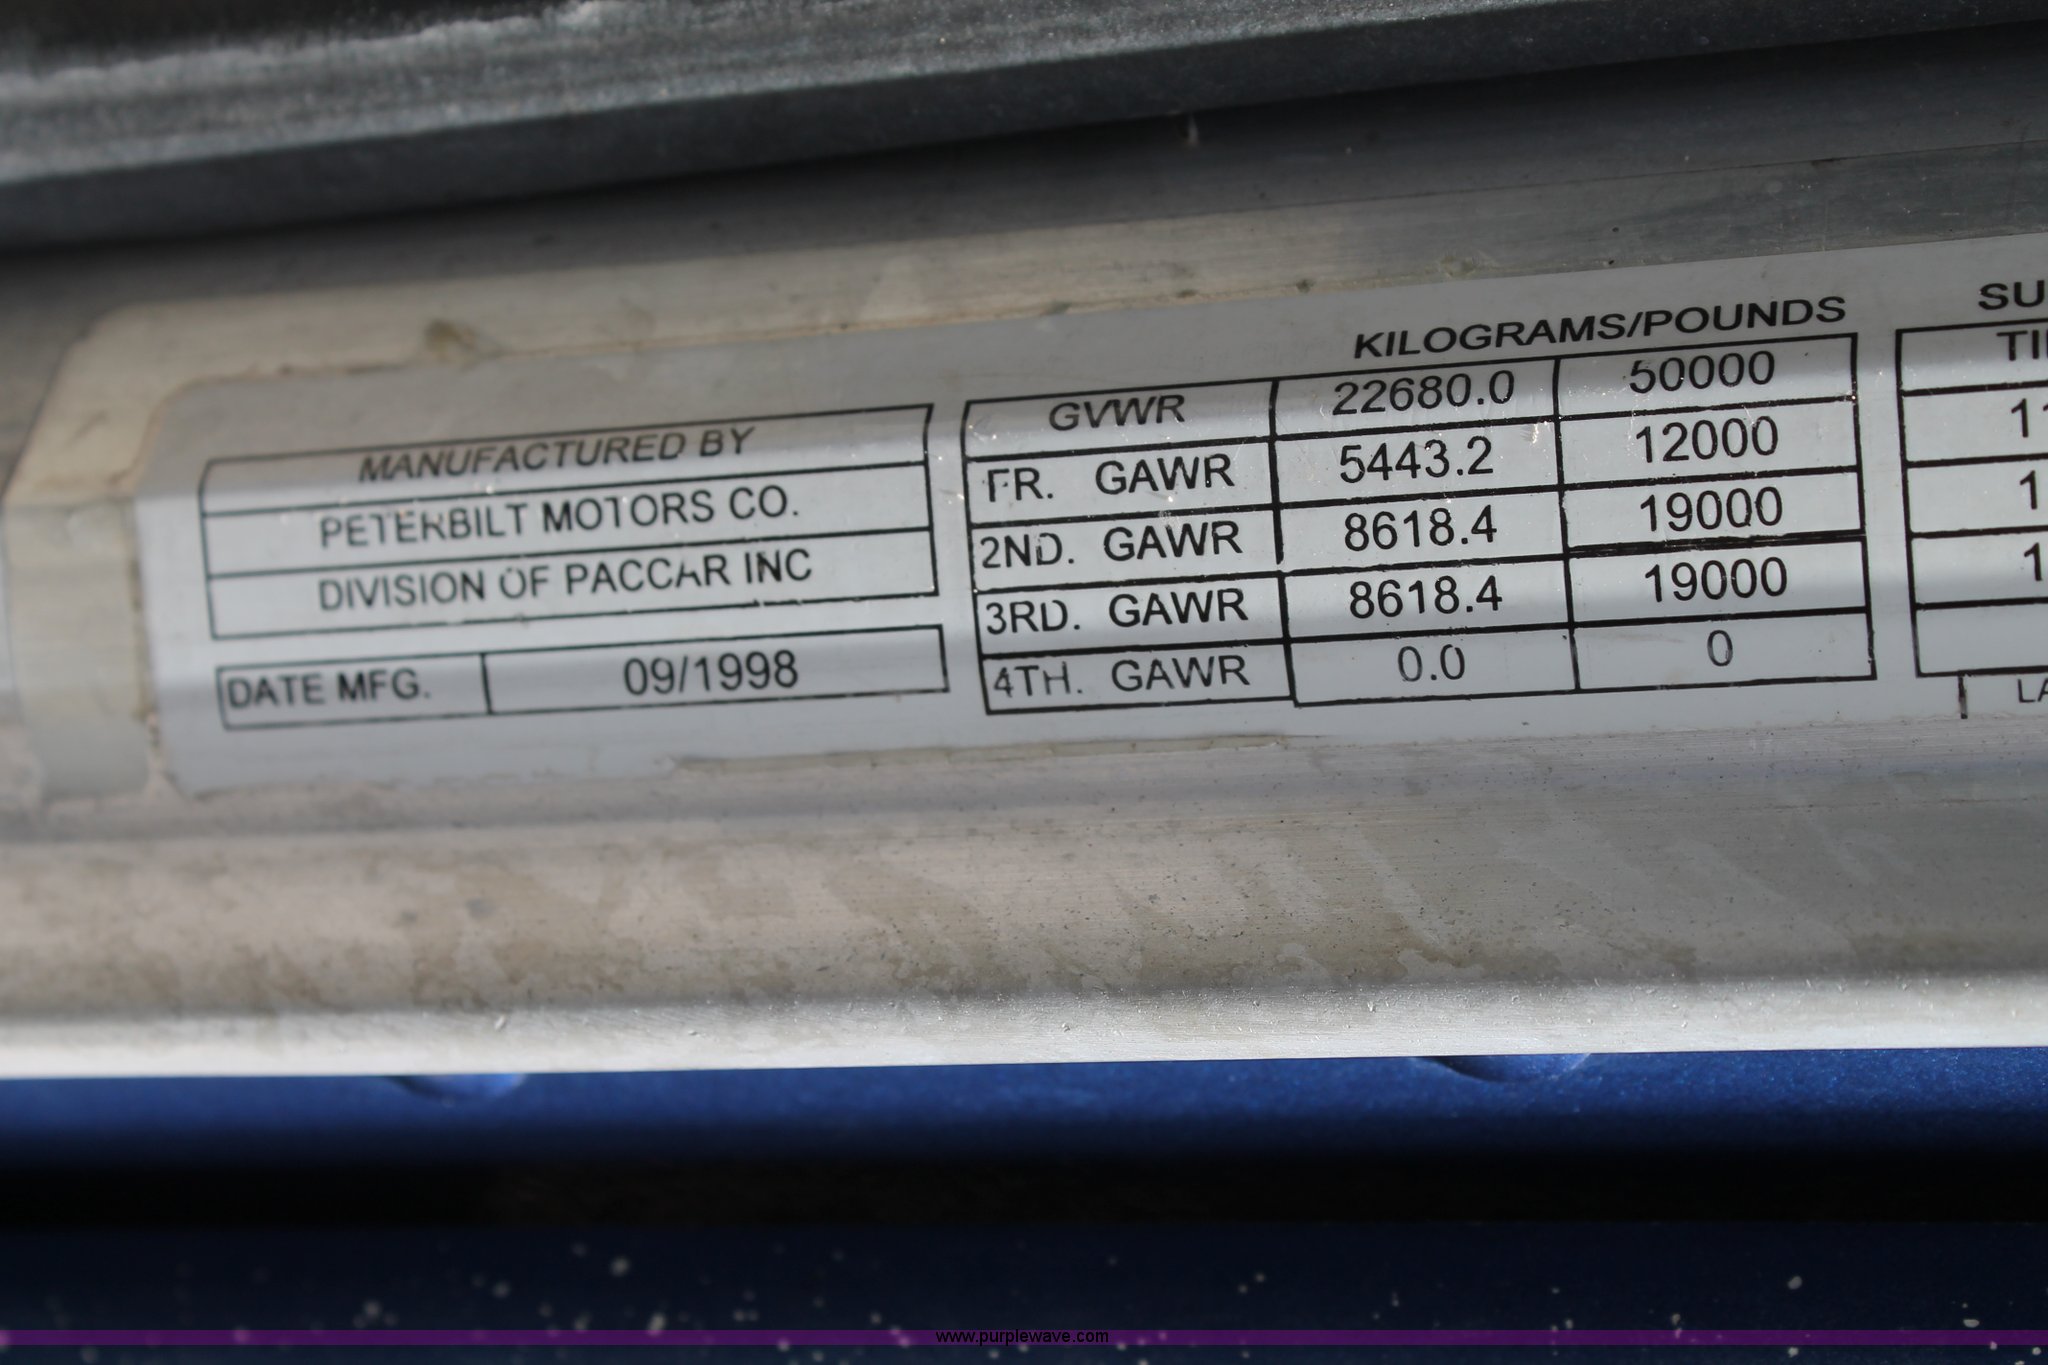 MANUFACTURED BY
PETERBILT MOTORS CO.
DIVISION OF PACCAR INC
DATE MFG. 09/1998
KILOGRAMS/POUNDS
GVWR 22680.0 50000
FR. GAWR 5443.2 12000
2ND. GAWR 8618.4 19000
3RD. GAWR 8618.4 19000
4TH. GAWR 0.0 0
www.purplewave.com